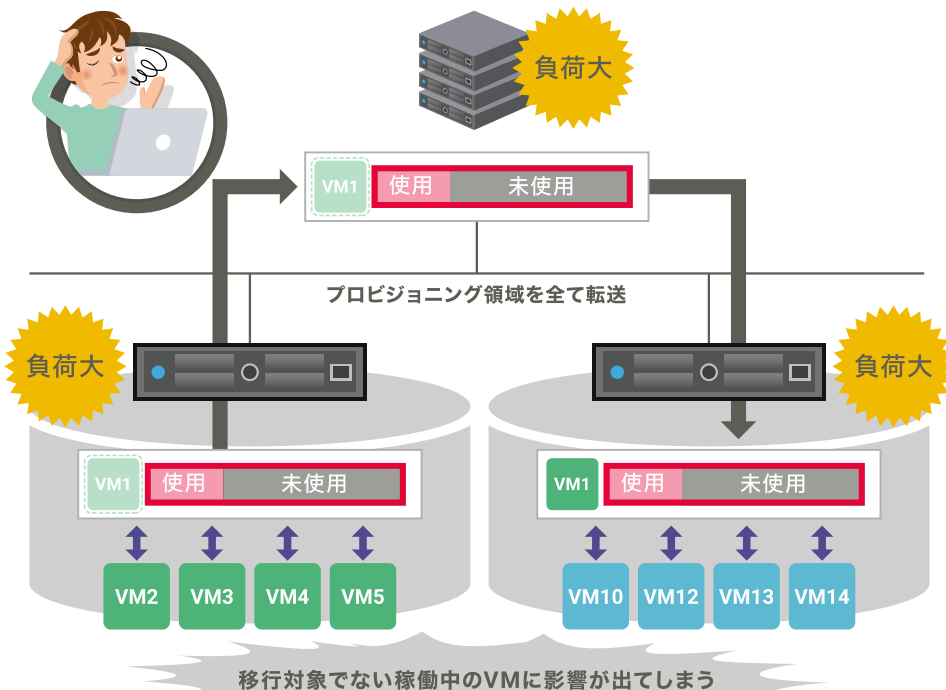 負荷大
VM1 使用 未使用
プロビジョニング領域を全て転送
負荷大
負荷大
VM1 使用 未使用
VM1 使用 未使用
VM2 VM3 VM4 VM5
VM10 VM12 VM13 VM14
移行対象でない稼働中のVMに影響が出てしまう